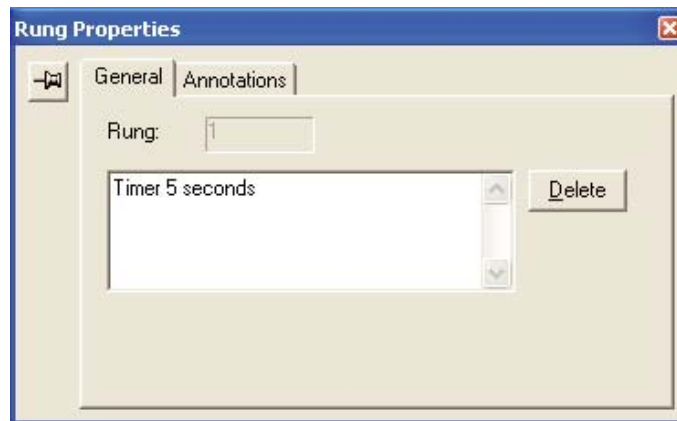 Rung Properties
General Annotations
Rung: 1
Timer 5 seconds
Delete